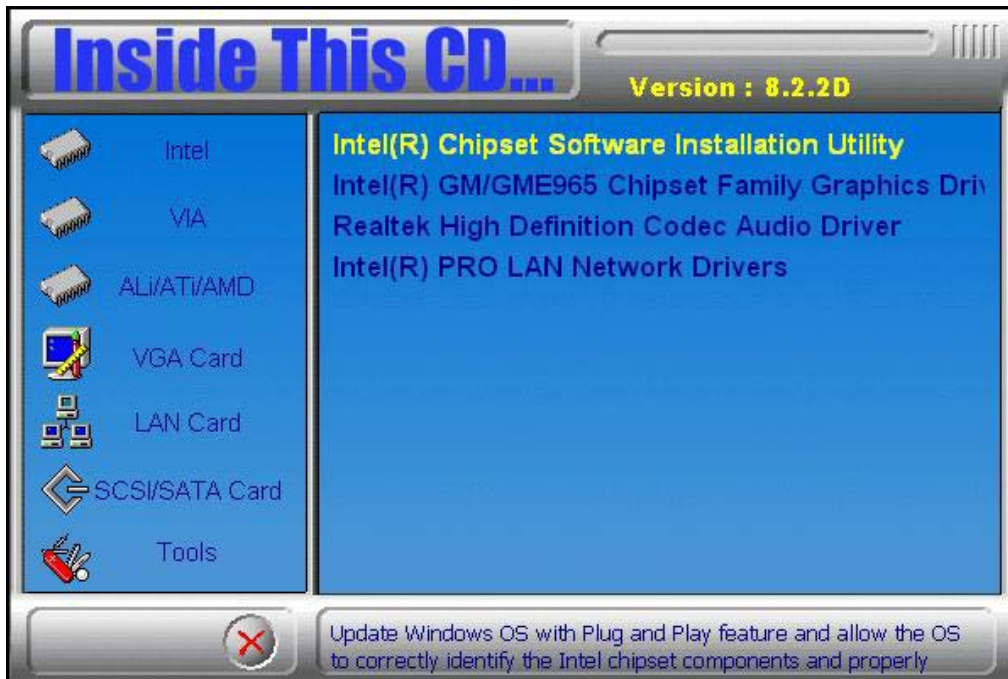 Inside This CD...
Version : 8.2.2D
Intel
VIA
ALi/ATi/AMD
VGA Card
LAN Card
SCSI/SATA Card
Tools
Intel(R) Chipset Software Installation Utility
Intel(R) GM/GME965 Chipset Family Graphics Driv
Realtek High Definition Codec Audio Driver
Intel(R) PRO LAN Network Drivers
Update Windows OS with Plug and Play feature and allow the OS
to correctly identify the Intel chipset components and properly